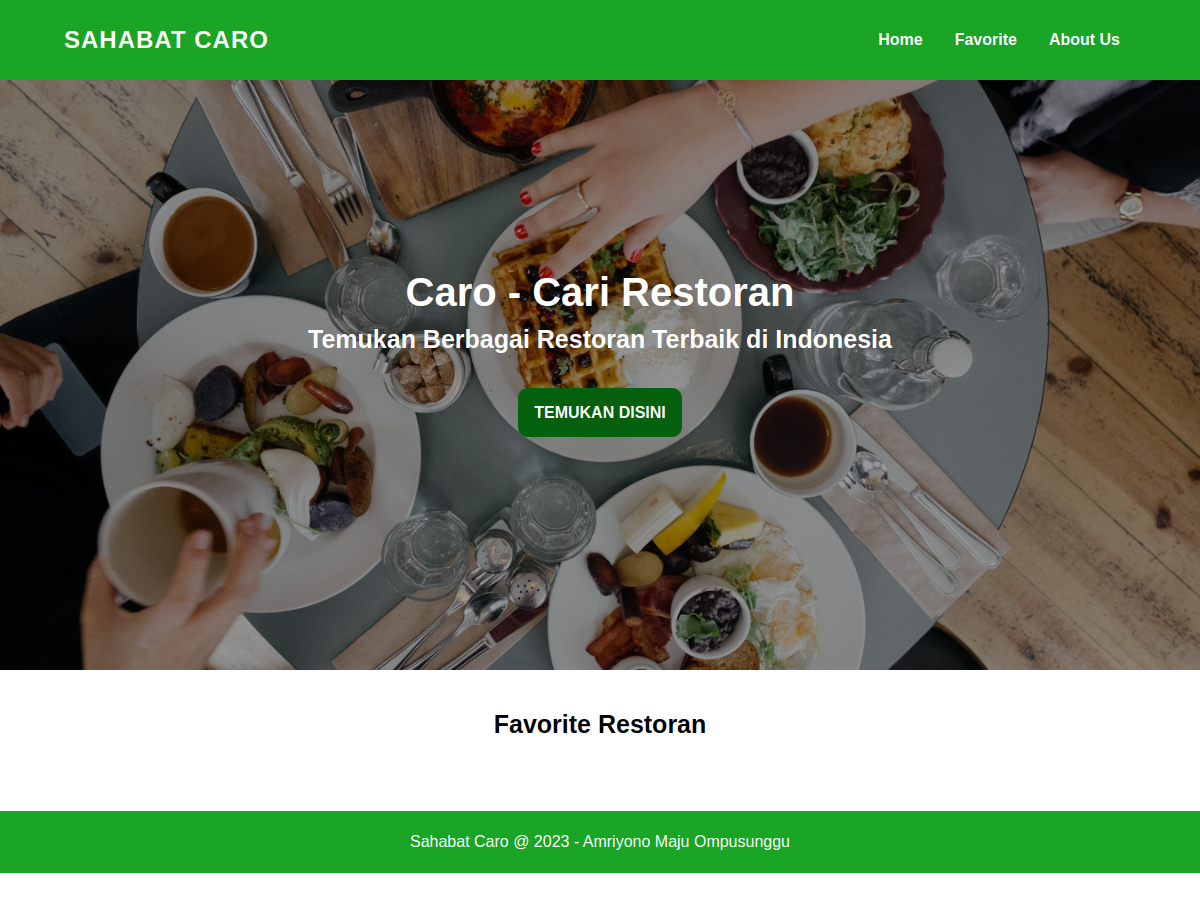 SAHABAT CARO
Home Favorite About Us
Caro - Cari Restoran
Temukan Berbagai Restoran Terbaik di Indonesia
TEMUKAN DISINI
Favorite Restoran
Sahabat Caro @ 2023 - Amriyono Maju Ompusunggu